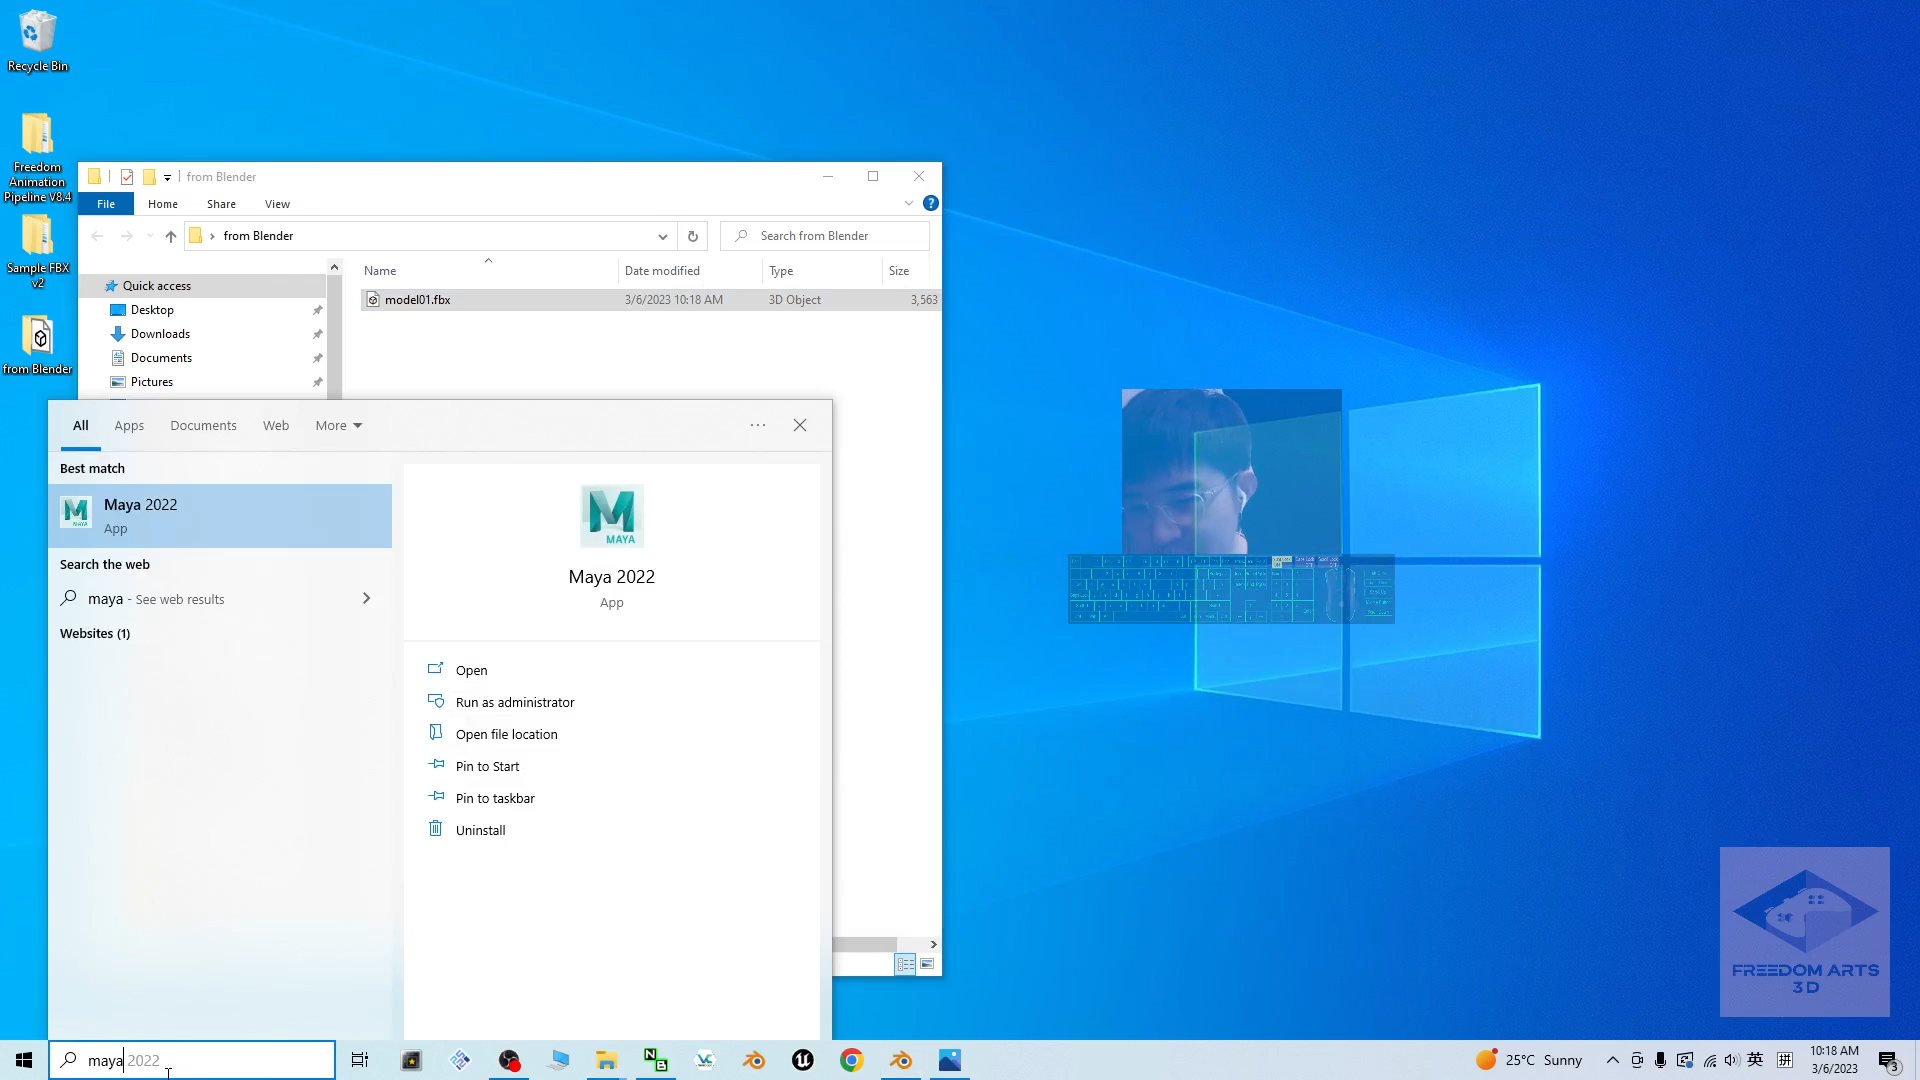 Recycle Bin
Freedom
Animation
Pipeline V8.4
Sample FBX
v2
from Blender
from Blender
File
Home
Share
View
from Blender
Search from Blender
Name
Date modified
Type
Size
Quick access
model01.fbx
3/6/2023 10:18 AM
3D Object
3,563
Desktop
Downloads
Documents
Pictures
All
Apps
Documents
Web
More
Best match
Maya 2022
App
Search the web
maya - See web results
Websites (1)
MAYA
Maya 2022
App
Open
Run as administrator
Open file location
Pin to Start
Pin to taskbar
Uninstall
FREEDOM ARTS
3D
maya 2022
25°C Sunny
英
拼
10:18 AM
3/6/2023
3